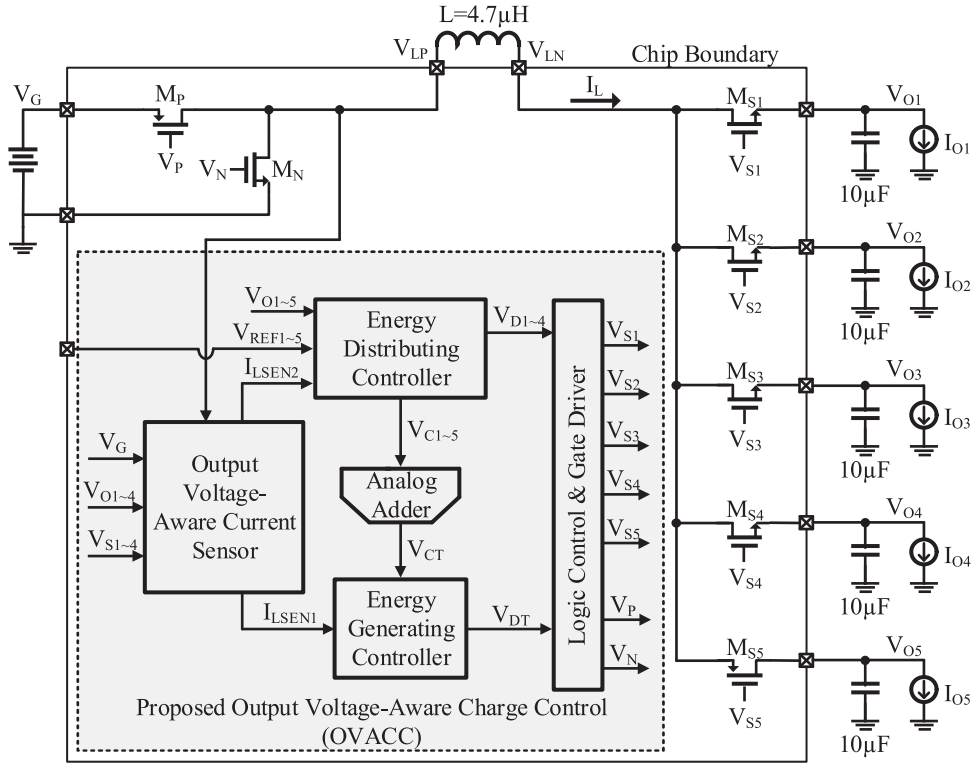 L=4.7µH
V_LP
V_LN
Chip Boundary
V_G
M_P
I_L
M_S1
V_O1
V_P
V_N
M_N
V_S1
I_O1
10µF
M_S2
V_O2
V_S2
I_O2
10µF
V_O1~5
V_REF1~5
I_LSEN2
Energy
Distributing
Controller
V_D1~4
V_C1~5
V_G
V_O1~4
V_S1~4
Output
Voltage-
Aware Current
Sensor
Analog
Adder
V_CT
I_LSEN1
Energy
Generating
Controller
V_DT
Logic Control & Gate Driver
V_S1
V_S2
V_S3
V_S4
V_S5
V_P
V_N
M_S3
V_O3
V_S3
I_O3
10µF
M_S4
V_O4
V_S4
I_O4
10µF
M_S5
V_O5
V_S5
I_O5
10µF
Proposed Output Voltage-Aware Charge Control
(OVACC)